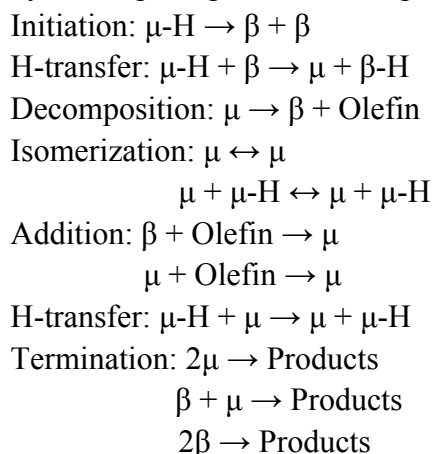 Initiation: μ-H → β + β
H-transfer: μ-H + β → μ + β-H
Decomposition: μ → β + Olefin
Isomerization: μ ↔ μ
μ + μ-H ↔ μ + μ-H
Addition: β + Olefin → μ
μ + Olefin → μ
H-transfer: μ-H + μ → μ + μ-H
Termination: 2μ → Products
β + μ → Products
2β → Products